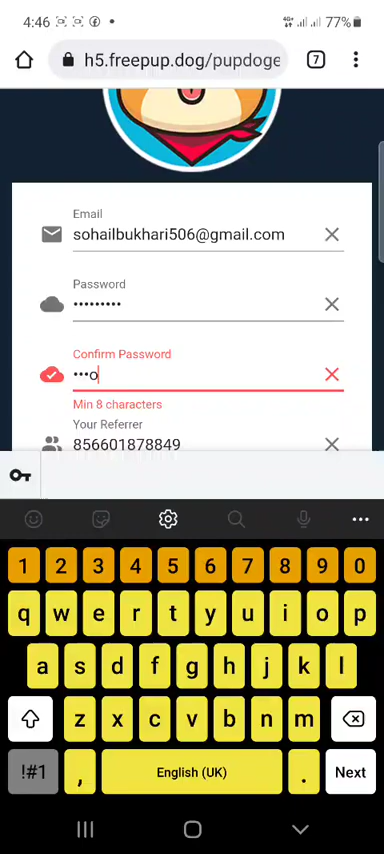 4:46 4G+ 77%
h5.freepup.dog/pupdoge 7
Email
sohailbukhari506@gmail.com
Password
•••••••••
Confirm Password
•••o
Min 8 characters
Your Referrer
856601878849
1 2 3 4 5 6 7 8 9 0
q w e r t y u i o p
a s d f g h j k l
z x c v b n m
!#1 , English (UK) . Next